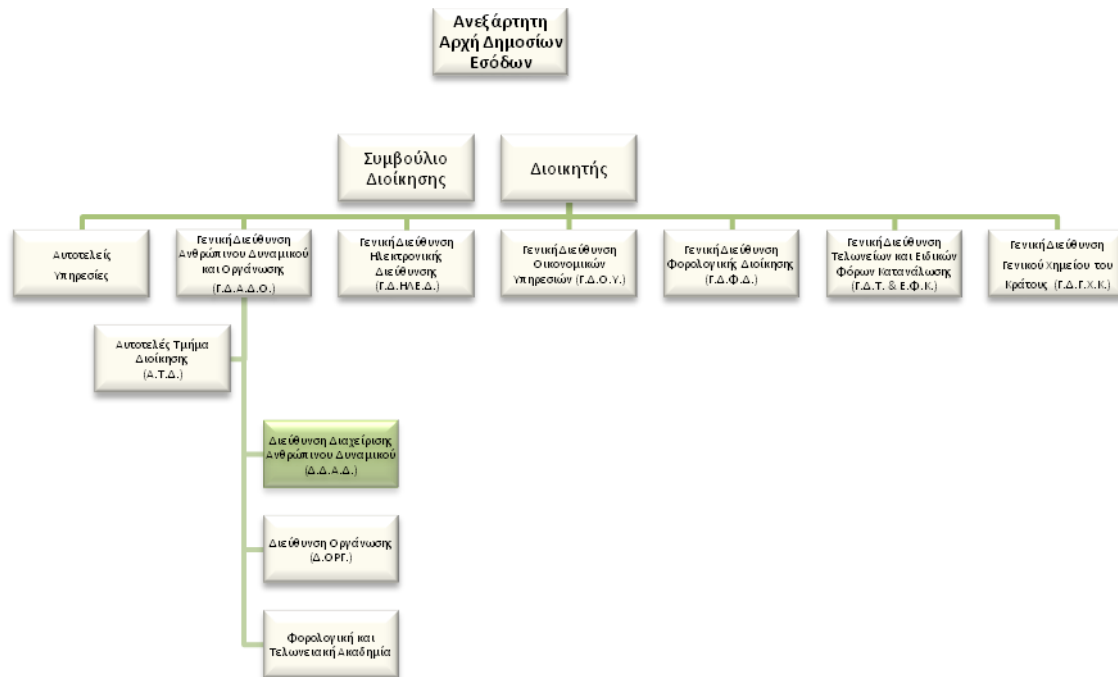 Ανεξάρτητη
Αρχή Δημοσίων
Εσόδων
Συμβούλιο
Διοίκησης
Διοικητής
Αυτοτελείς
Υπηρεσίες
Γενική Διεύθυνση
Ανθρώπινου Δυναμικού
και Οργάνωσης
(Γ.Δ.Α.Δ.Ο.)
Γενική Διεύθυνση
Ηλεκτρονικής
Διεύθυνσης
(Γ.Δ.ΗΛΕ.Δ.)
Γενική Διεύθυνση
Οικονομικών
Υπηρεσιών (Γ.Δ.Ο.Υ.)
Γενική Διεύθυνση
Φορολογικής Διοίκησης
(Γ.Δ.Φ.Δ.)
Γενική Διεύθυνση
Τελωνείων και Ειδικών
Φόρων Κατανάλωσης
(Γ.Δ.Τ. & Ε.Φ.Κ.)
Γενική Διεύθυνση
Γενικού Χημείου του
Κράτους (Γ.Δ.Γ.Χ.Κ.)
Αυτοτελές Τμήμα
Διοίκησης
(Α.Τ.Δ.)
Διεύθυνση Διαχείρισης
Ανθρώπινου Δυναμικού
(Δ.Δ.Α.Δ.)
Διεύθυνση Οργάνωσης
(Δ.ΟΡΓ.)
Φορολογική και
Τελωνειακή Ακαδημία